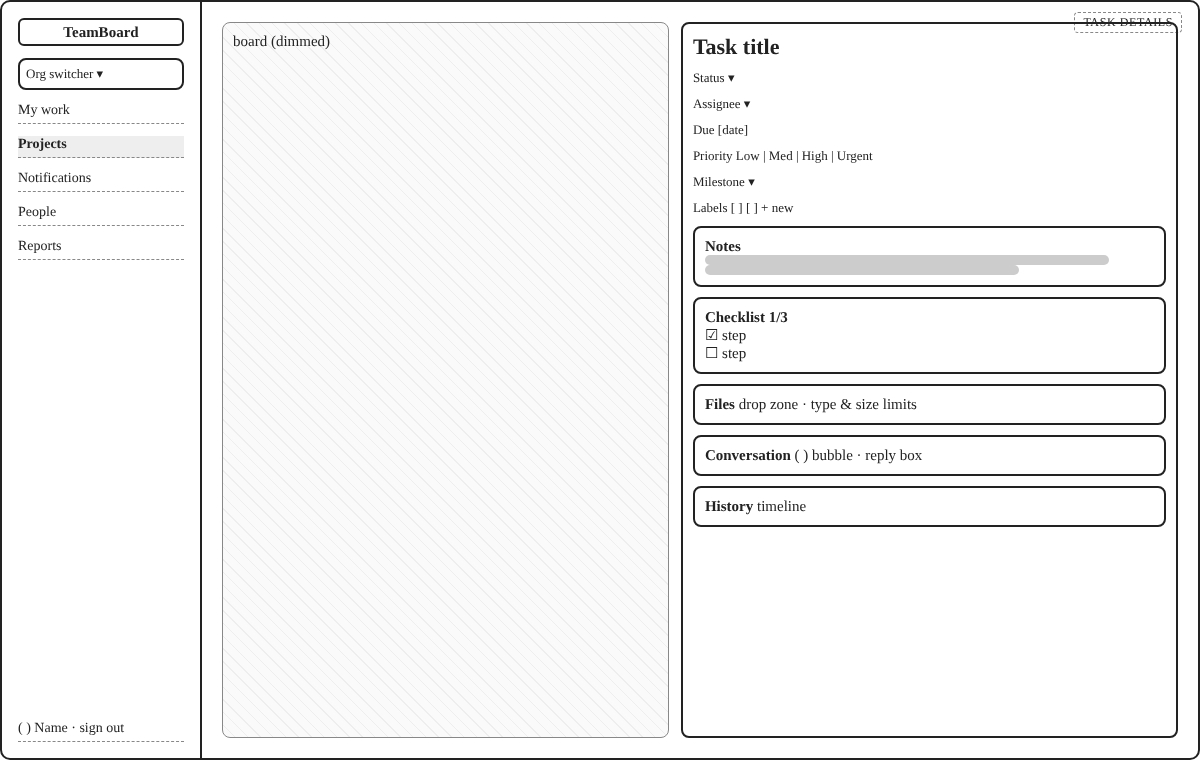 TeamBoard
Org switcher ▾
My work
Projects
Notifications
People
Reports
( ) Name · sign out
board (dimmed)
TASK DETAILS
Task title
Status ▾
Assignee ▾
Due [date]
Priority Low | Med | High | Urgent
Milestone ▾
Labels [ ] [ ] + new
Notes
Checklist 1/3
☑ step
☐ step
Files drop zone · type & size limits
Conversation ( ) bubble · reply box
History timeline